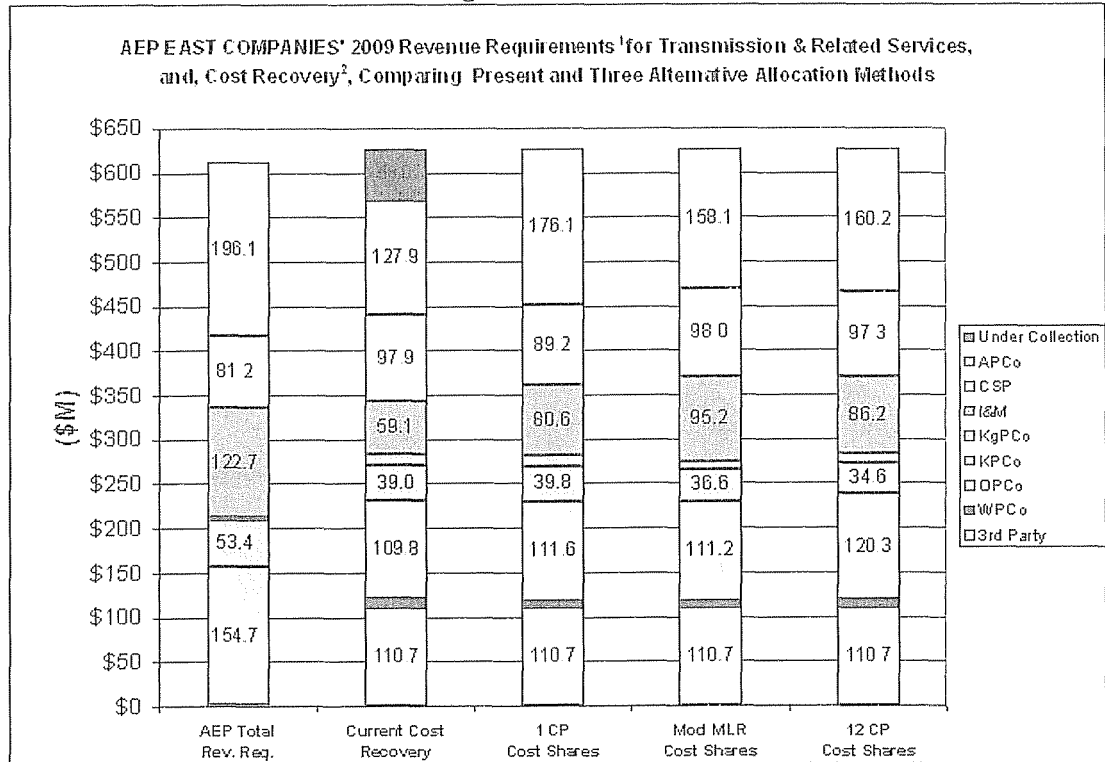 AEP EAST COMPANIES' 2009 Revenue Requirements ¹for Transmission & Related Services,
and, Cost Recovery², Comparing Present and Three Alternative Allocation Methods
$650
$600
$550
$500
$450
$400
$350
$300
$250
$200
$150
$100
$50
$0
($M)
196.1
81 2
122.7
53.4
154.7
127.9
97.9
59.1
39.0
109.8
110.7
176.1
89.2
80.6
39.8
111.6
110.7
158.1
98 0
95.2
36.6
111.2
110.7
160.2
97.3
86.2
34.6
120.3
110 7
AEP Total
Rev. Req.
Current Cost
Recovery
1 CP
Cost Shares
Mod MLR
Cost Shares
12 CP
Cost Shares
Under Collection
APCo
CSP
I&M
KgPCo
KPCo
OPCo
WPCo
3rd Party